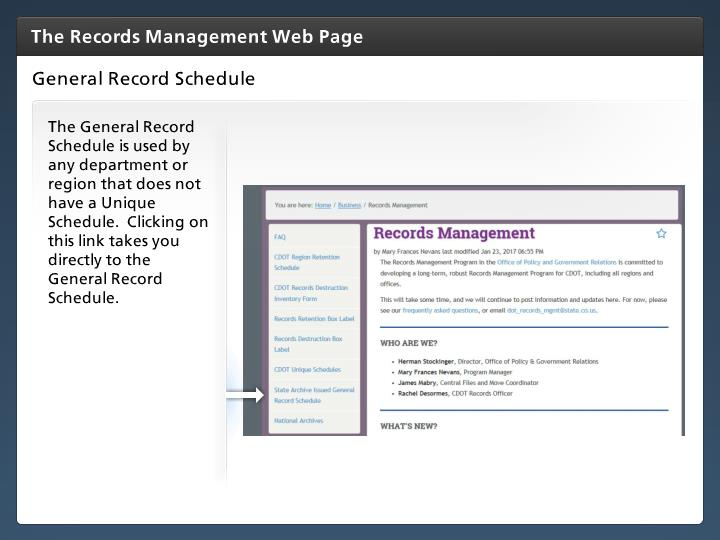 The Records Management Web Page
General Record Schedule
The General Record
Schedule is used by
any department or
region that does not
have a Unique
Schedule.  Clicking on
this link takes you
directly to the
General Record
Schedule.
You are here: Home / Business / Records Management
FAQ
CDOT Region Retention
Schedule
CDOT Records Destruction
Inventory Form
Records Retention Box Label
Records Destruction Box
Label
CDOT Unique Schedules
State Archive Issued General
Record Schedule
National Archives
Records Management
by Mary Frances Nevans last modified Jan 23, 2017 06:55 PM
The Records Management Program in the Office of Policy and Government Relations is committed to
developing a long-term, robust Records Management Program for CDOT, including all regions and
offices.
This will take some time, and we will continue to post information and updates here. For now, please
see our frequently asked questions, or email dot_records_mgmt@state.co.us.
WHO ARE WE?
• Herman Stockinger, Director, Office of Policy & Government Relations
• Mary Frances Nevans, Program Manager
• James Mabry, Central Files and Move Coordinator
• Rachel Desormes, CDOT Records Officer
WHAT'S NEW?